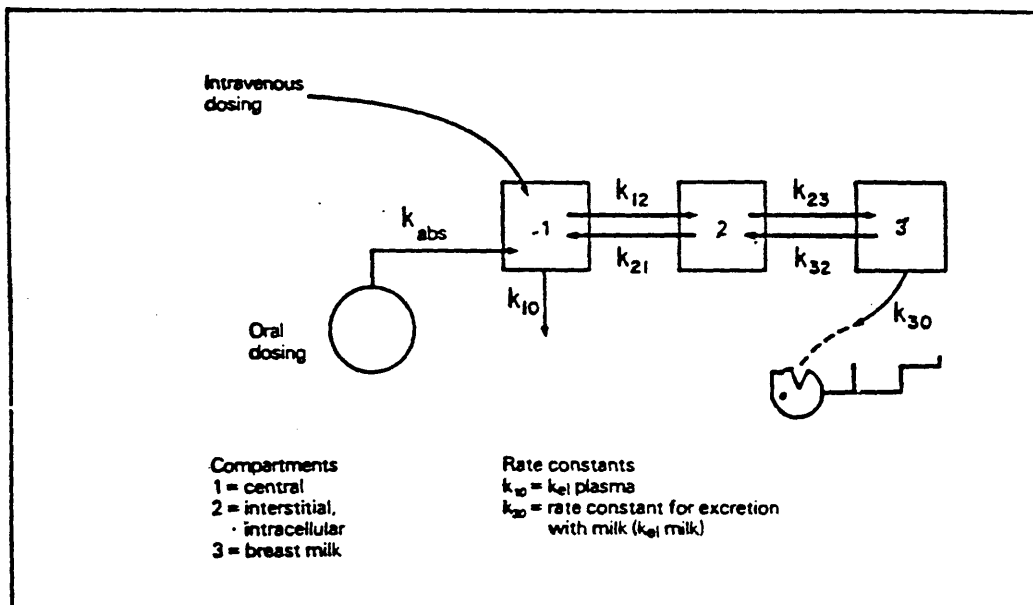 Intravenous
dosing
k12
k23
kabs
1
2
3
k21
k32
k10
k30
Oral
dosing
Compartments
1 = central
2 = interstitial,
intracellular
3 = breast milk
Rate constants
k10 = kel plasma
k30 = rate constant for excretion
with milk (kel milk)